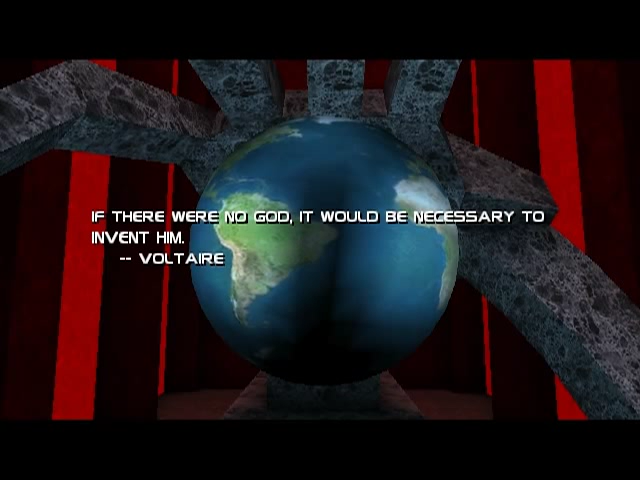 IF THERE WERE NO GOD, IT WOULD BE NECESSARY TO
INVENT HIM.
-- VOLTAIRE